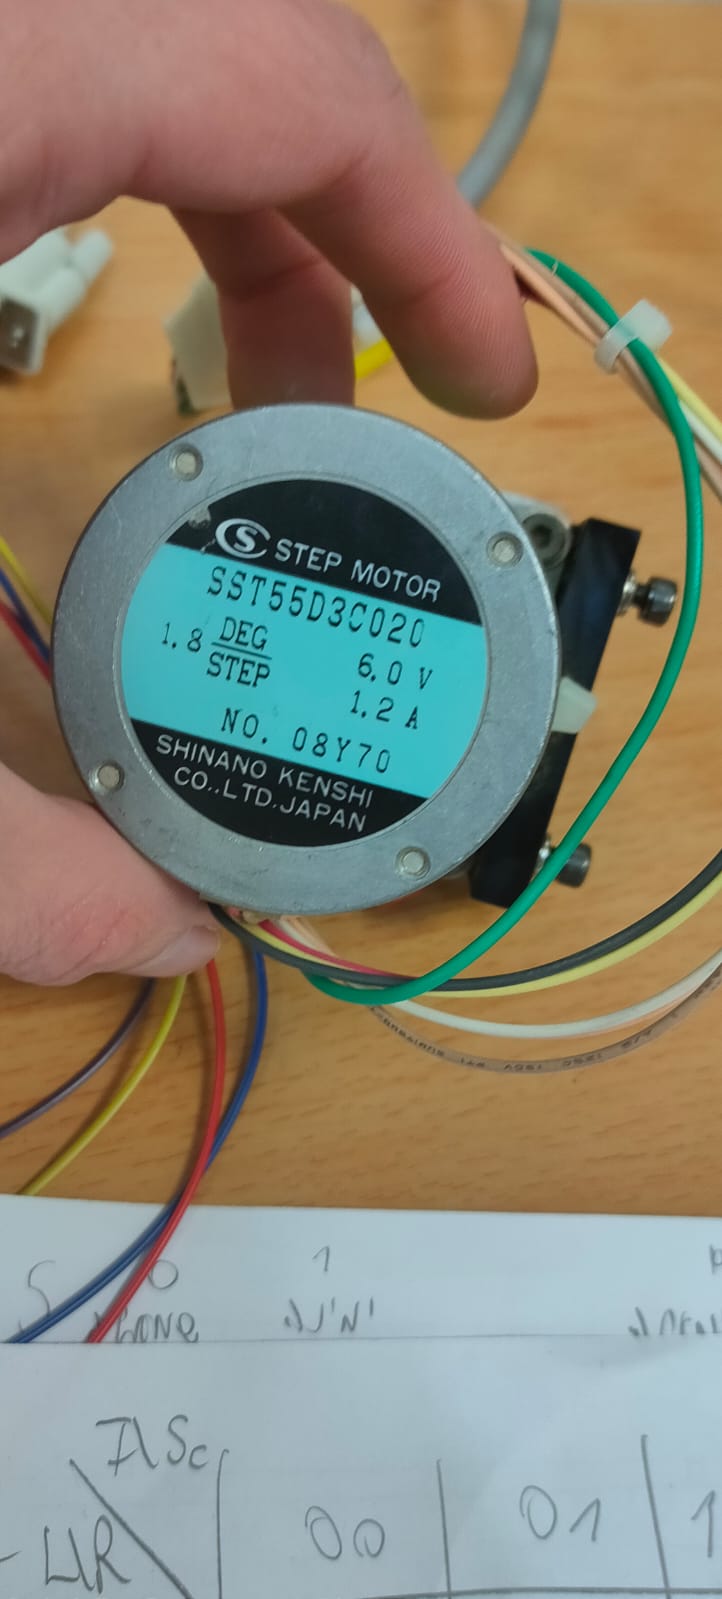 STEP MOTOR
SST55D3C020
1.8 DEG
STEP
6.0 V
1.2 A
NO. 08Y70
SHINANO KENSHI
CO.,LTD.JAPAN
1
00
01
1